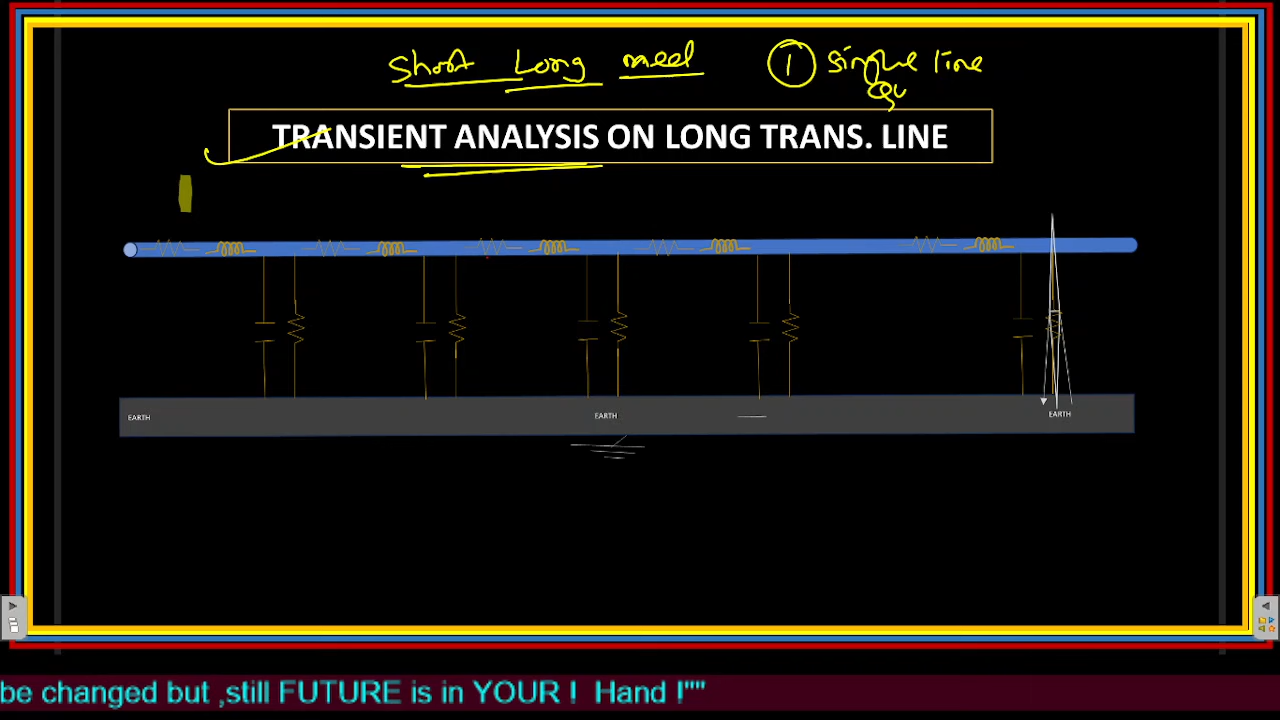 Short Long med ① single line
TRANSIENT ANALYSIS ON LONG TRANS. LINE
EARTH EARTH EARTH
be changed but ,still FUTURE is in YOUR ! Hand !""